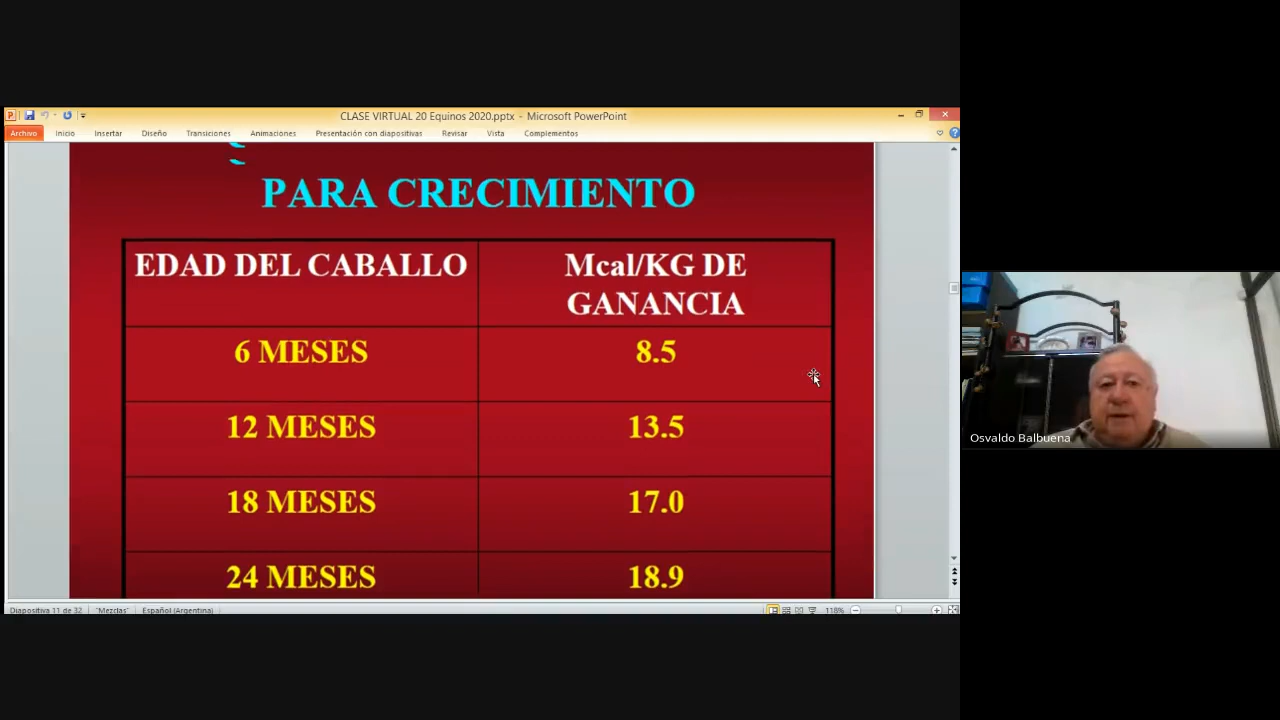 CLASE VIRTUAL 20 Equinos 2020.pptx - Microsoft PowerPoint
Archivo Inicio Insertar Diseño Transiciones Animaciones Presentación con diapositivas Revisar Vista Complementos
PARA CRECIMIENTO
EDAD DEL CABALLO
Mcal/KG DE
GANANCIA
6 MESES
8.5
12 MESES
13.5
18 MESES
17.0
24 MESES
18.9
Osvaldo Balbuena
Diapositiva 11 de 32 "Mezclas" Español (Argentina) 118%